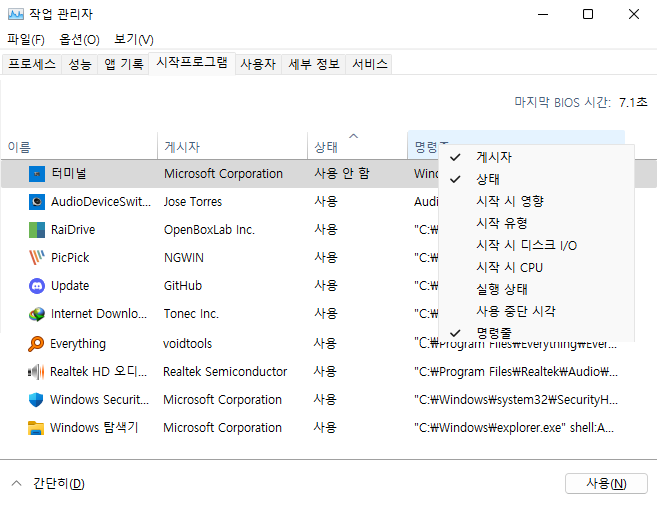 작업 관리자
파일(F) 옵션(O) 보기(V)
프로세스 성능 앱 기록 시작프로그램 사용자 세부 정보 서비스
마지막 BIOS 시간: 7.1초
이름 게시자 상태 명령줄
터미널 Microsoft Corporation 사용 안 함 Wind
AudioDeviceSwit... Jose Torres 사용 Audi
RaiDrive OpenBoxLab Inc. 사용 "C:₩
PicPick NGWIN 사용 "C:₩
Update GitHub 사용 "C:₩
Internet Downlo... Tonec Inc. 사용 "C:₩
Everything voidtools 사용 "C:₩Program Files₩Everything₩Ever...
Realtek HD 오디... Realtek Semiconductor 사용 "C:₩Program Files₩Realtek₩Audio₩...
Windows Securit... Microsoft Corporation 사용 "C:₩Windows₩system32₩SecurityH...
Windows 탐색기 Microsoft Corporation 사용 "C:₩Windows₩explorer.exe" shell:A...
게시자
상태
시작 시 영향
시작 유형
시작 시 디스크 I/O
시작 시 CPU
실행 상태
사용 중단 시각
명령줄
간단히(D) 사용(N)